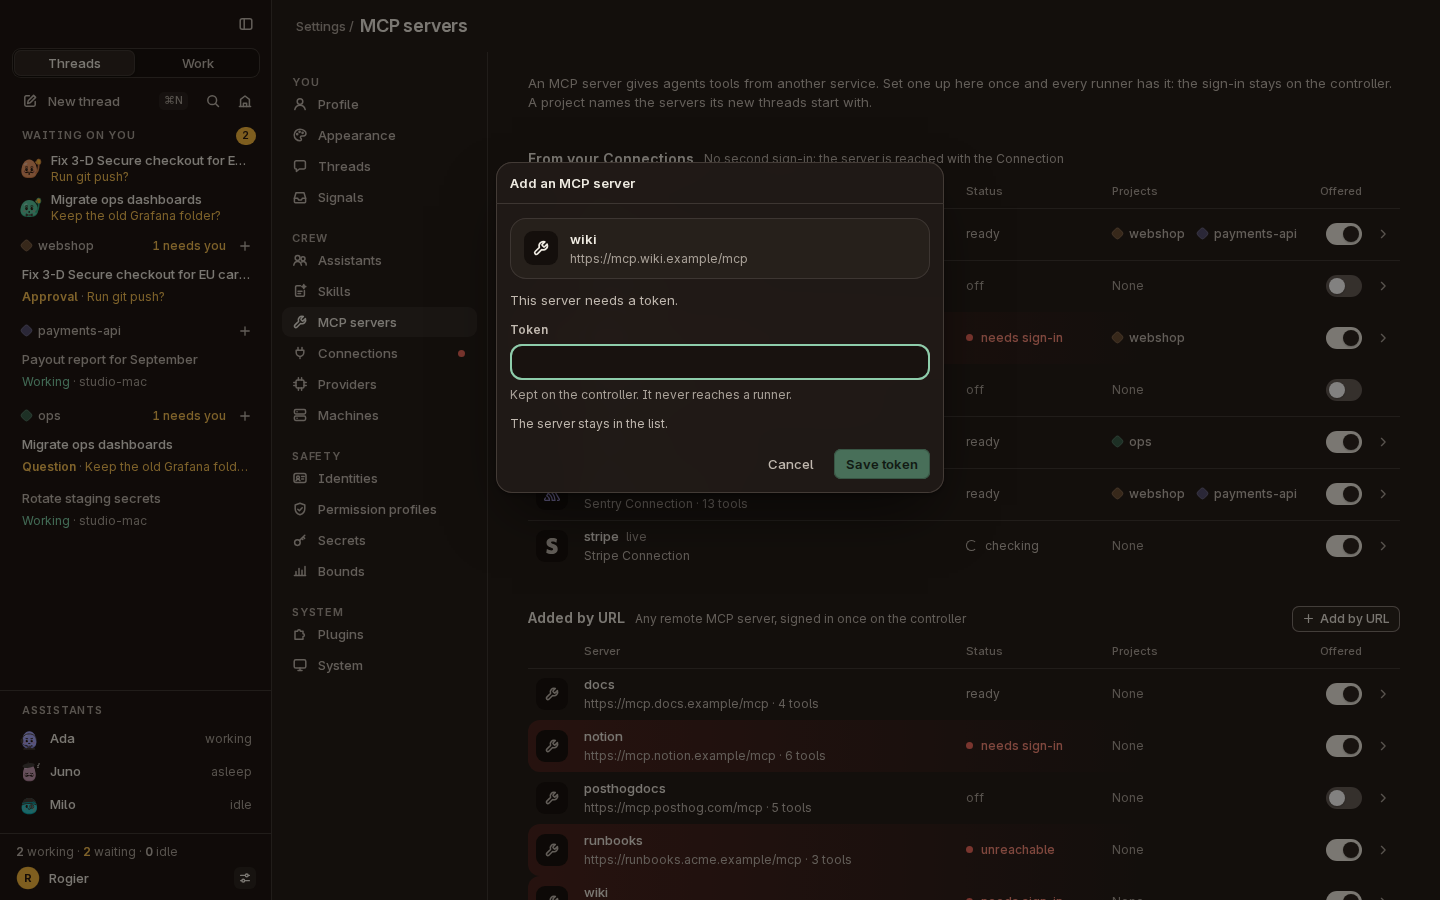 Threads
Work
New thread
⌘N
WAITING ON YOU
2
Fix 3-D Secure checkout for E…
Run git push?
Migrate ops dashboards
Keep the old Grafana folder?
webshop
1 needs you
Fix 3-D Secure checkout for EU car…
Approval · Run git push?
payments-api
Payout report for September
Working · studio-mac
ops
1 needs you
Migrate ops dashboards
Question · Keep the old Grafana fold…
Rotate staging secrets
Working · studio-mac
ASSISTANTS
Ada
working
Juno
asleep
Milo
idle
2 working · 2 waiting · 0 idle
R
Rogier
Settings / MCP servers
YOU
Profile
Appearance
Threads
Signals
CREW
Assistants
Skills
MCP servers
Connections
Providers
Machines
SAFETY
Identities
Permission profiles
Secrets
Bounds
SYSTEM
Plugins
System
An MCP server gives agents tools from another service. Set one up here once and every runner has it: the sign-in stays on the controller.
A project names the servers its new threads start with.
From your Connections No second sign-in: the server is reached with the Connection
Status
Projects
Offered
ready
webshop
payments-api
off
None
needs sign-in
webshop
off
None
ready
ops
Sentry Connection · 13 tools
ready
webshop
payments-api
stripe live
Stripe Connection
checking
None
Add an MCP server
wiki
https://mcp.wiki.example/mcp
This server needs a token.
Token
Kept on the controller. It never reaches a runner.
The server stays in the list.
Cancel
Save token
Added by URL Any remote MCP server, signed in once on the controller
Add by URL
Server
Status
Projects
Offered
docs
https://mcp.docs.example/mcp · 4 tools
ready
None
notion
https://mcp.notion.example/mcp · 6 tools
needs sign-in
None
posthogdocs
https://mcp.posthog.com/mcp · 5 tools
off
None
runbooks
https://runbooks.acme.example/mcp · 3 tools
unreachable
None
wiki
needs sign-in
None